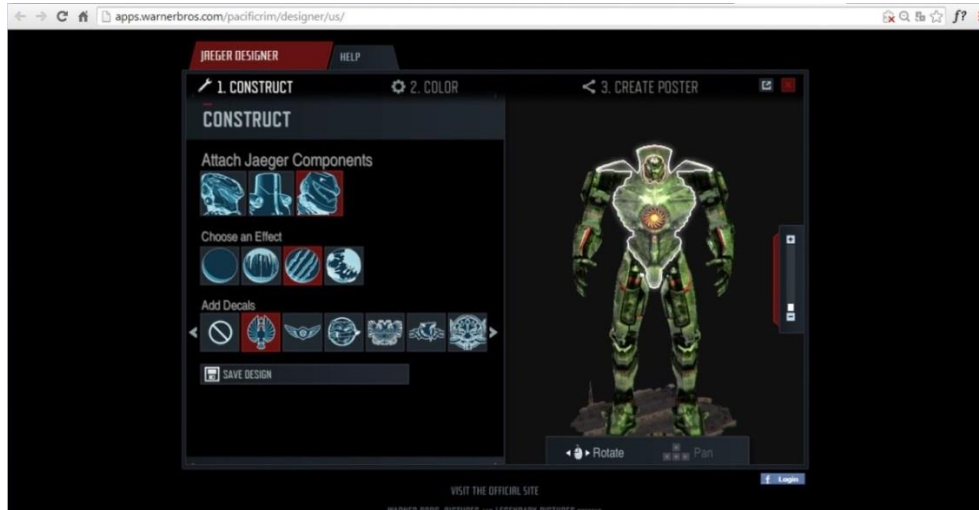 apps.warnerbros.com/pacificrim/designer/us/
f?
JAEGER DESIGNER
HELP
1. CONSTRUCT
2. COLOR
3. CREATE POSTER
CONSTRUCT
Attach Jaeger Components
Choose an Effect
Add Decals
SAVE DESIGN
Rotate
Pan
f Login
VISIT THE OFFICIAL SITE